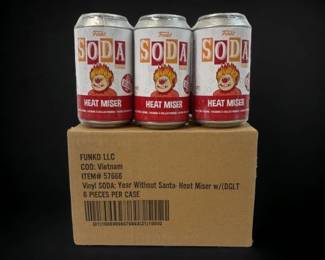 Funko
SODA
HEAT MISER
Funko
SODA
HEAT MISER
Funko
SODA
HEAT MISER
FUNKO LLC
COO: Vietnam
ITEM# 57666
Vinyl SODA: Year Without Santa- Heat Miser w/(DGLT
6 PIECES PER CASE